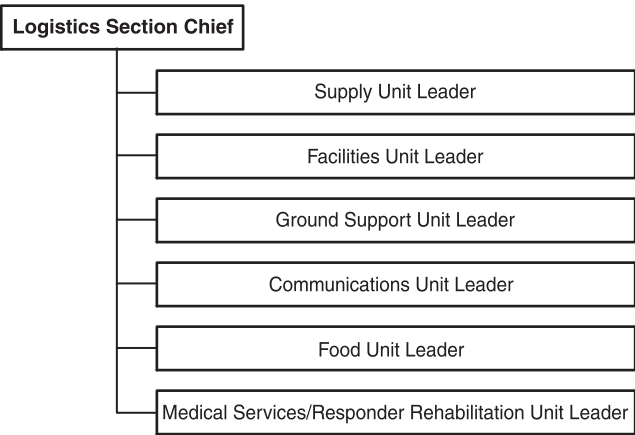 Logistics Section Chief
Supply Unit Leader
Facilities Unit Leader
Ground Support Unit Leader
Communications Unit Leader
Food Unit Leader
Medical Services/Responder Rehabilitation Unit Leader